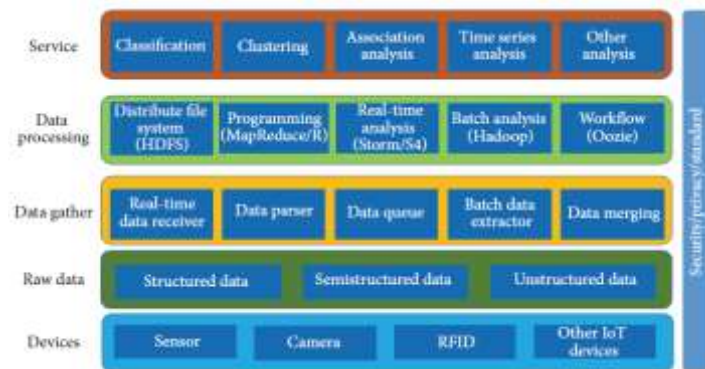 Service
Classification
Clustering
Association
analysis
Time series
analysis
Other
analysis
Data
processing
Distribute file
system
(HDFS)
Programming
(MapReduce/R)
Real-time
analysis
(Storm/S4)
Batch analysis
(Hadoop)
Workflow
(Oozie)
Data gather
Real-time
data receiver
Data parser
Data queue
Batch data
extractor
Data merging
Raw data
Structured data
Semistructured data
Unstructured data
Devices
Sensor
Camera
RFID
Other IoT
devices
Security/privacy/standard